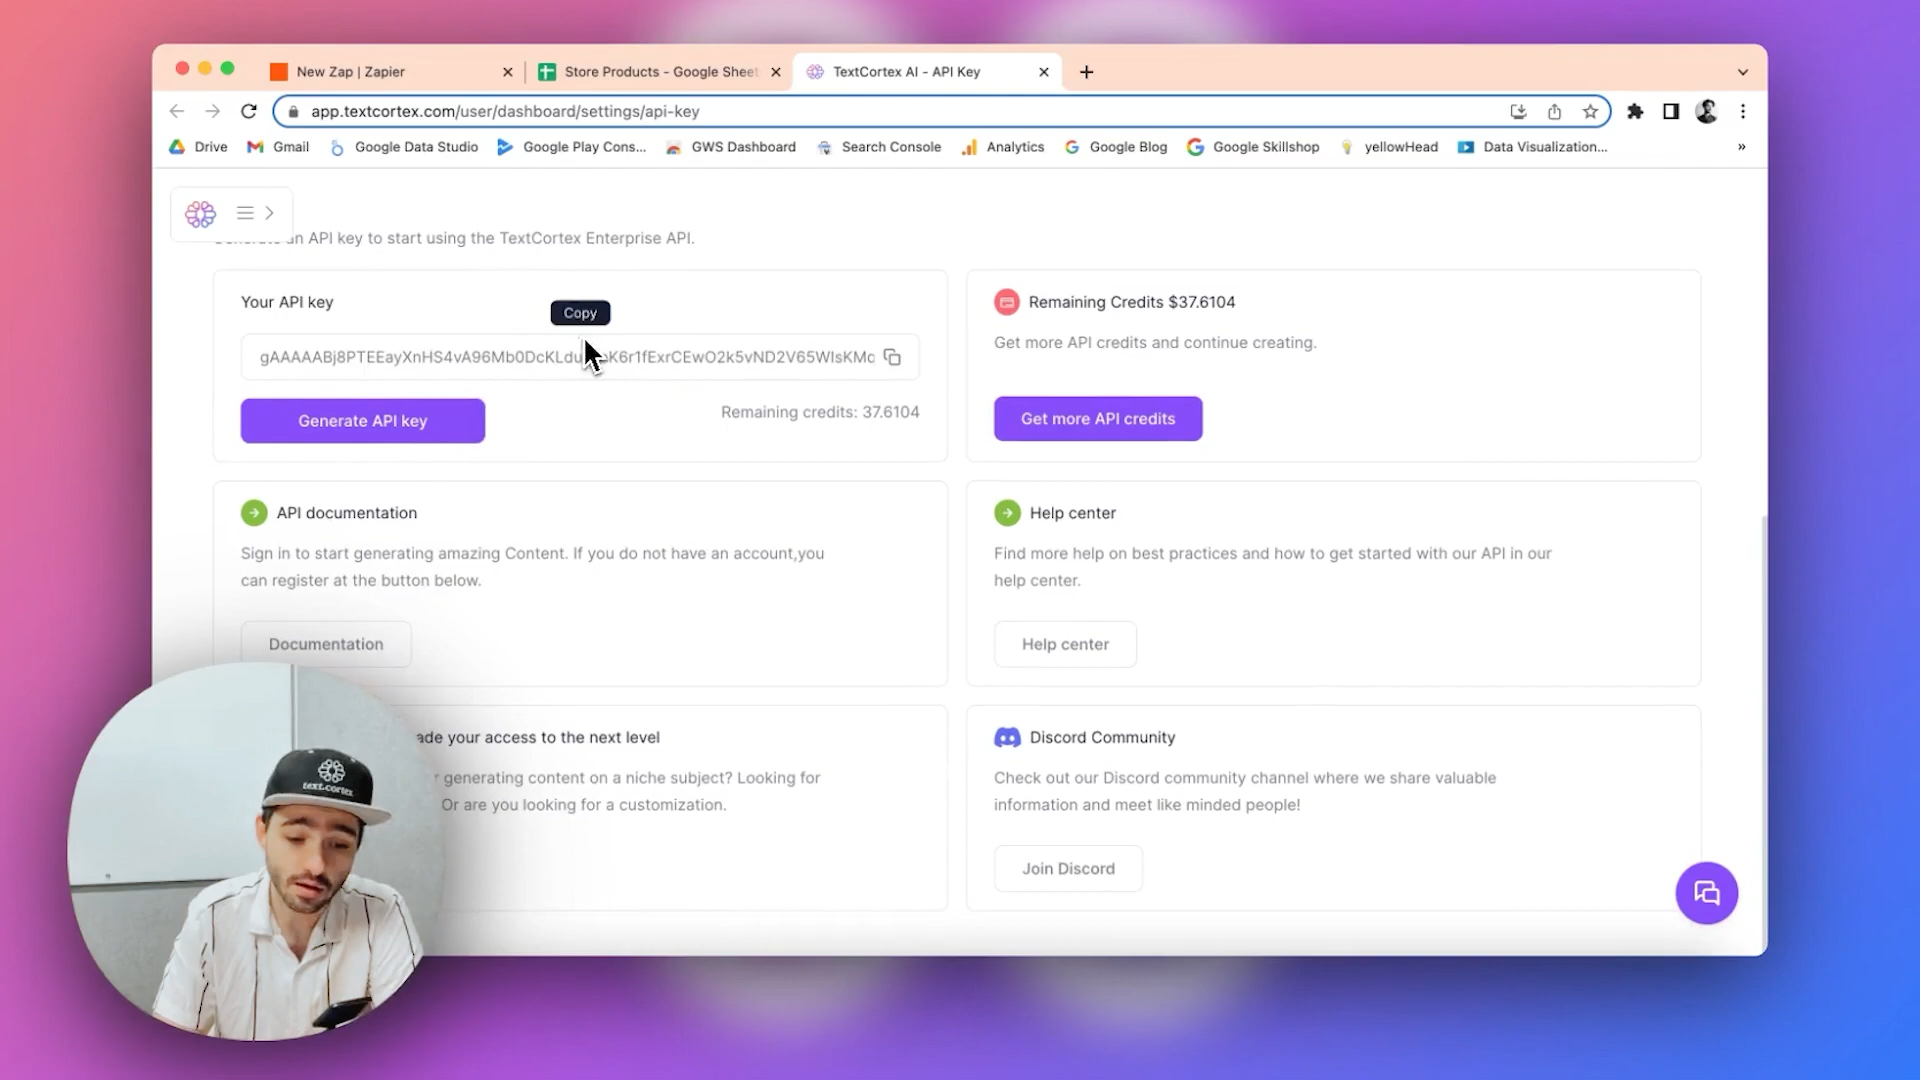 New Zap | Zapier
Store Products - Google Sheet
TextCortex AI - API Key
app.textcortex.com/user/dashboard/settings/api-key
Drive
Gmail
Google Data Studio
Google Play Cons...
GWS Dashboard
Search Console
Analytics
Google Blog
Google Skillshop
yellowHead
Data Visualization...
»
an API key to start using the TextCortex Enterprise API.
Your API key
Copy
Generate API key
Remaining credits: 37.6104
Remaining Credits $37.6104
Get more API credits and continue creating.
Get more API credits
API documentation
Sign in to start generating amazing Content. If you do not have an account,you
can register at the button below.
Documentation
Help center
Find more help on best practices and how to get started with our API in our
help center.
Help center
your access to the next level
generating content on a niche subject? Looking for
Or are you looking for a customization.
Discord Community
Check out our Discord community channel where we share valuable
information and meet like minded people!
Join Discord
text.cortex